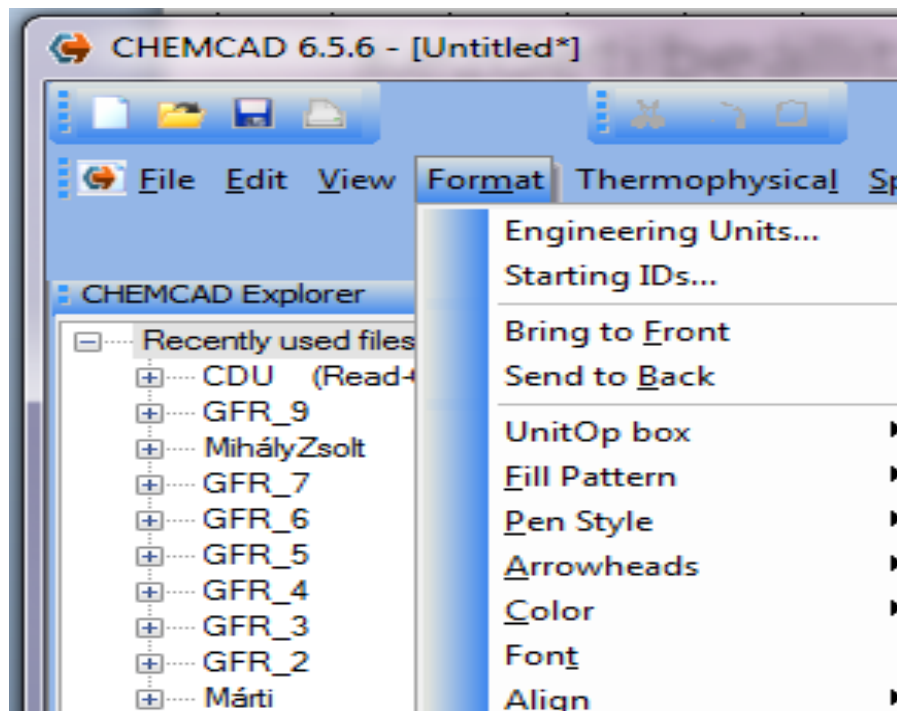 CHEMCAD 6.5.6 - [Untitled*]
File Edit View Format Thermophysical Sp
Engineering Units...
Starting IDs...
Bring to Front
Send to Back
UnitOp box
Fill Pattern
Pen Style
Arrowheads
Color
Font
Align
CHEMCAD Explorer
Recently used files
CDU (Read-
GFR_9
MihályZsolt
GFR_7
GFR_6
GFR_5
GFR_4
GFR_3
GFR_2
Márti